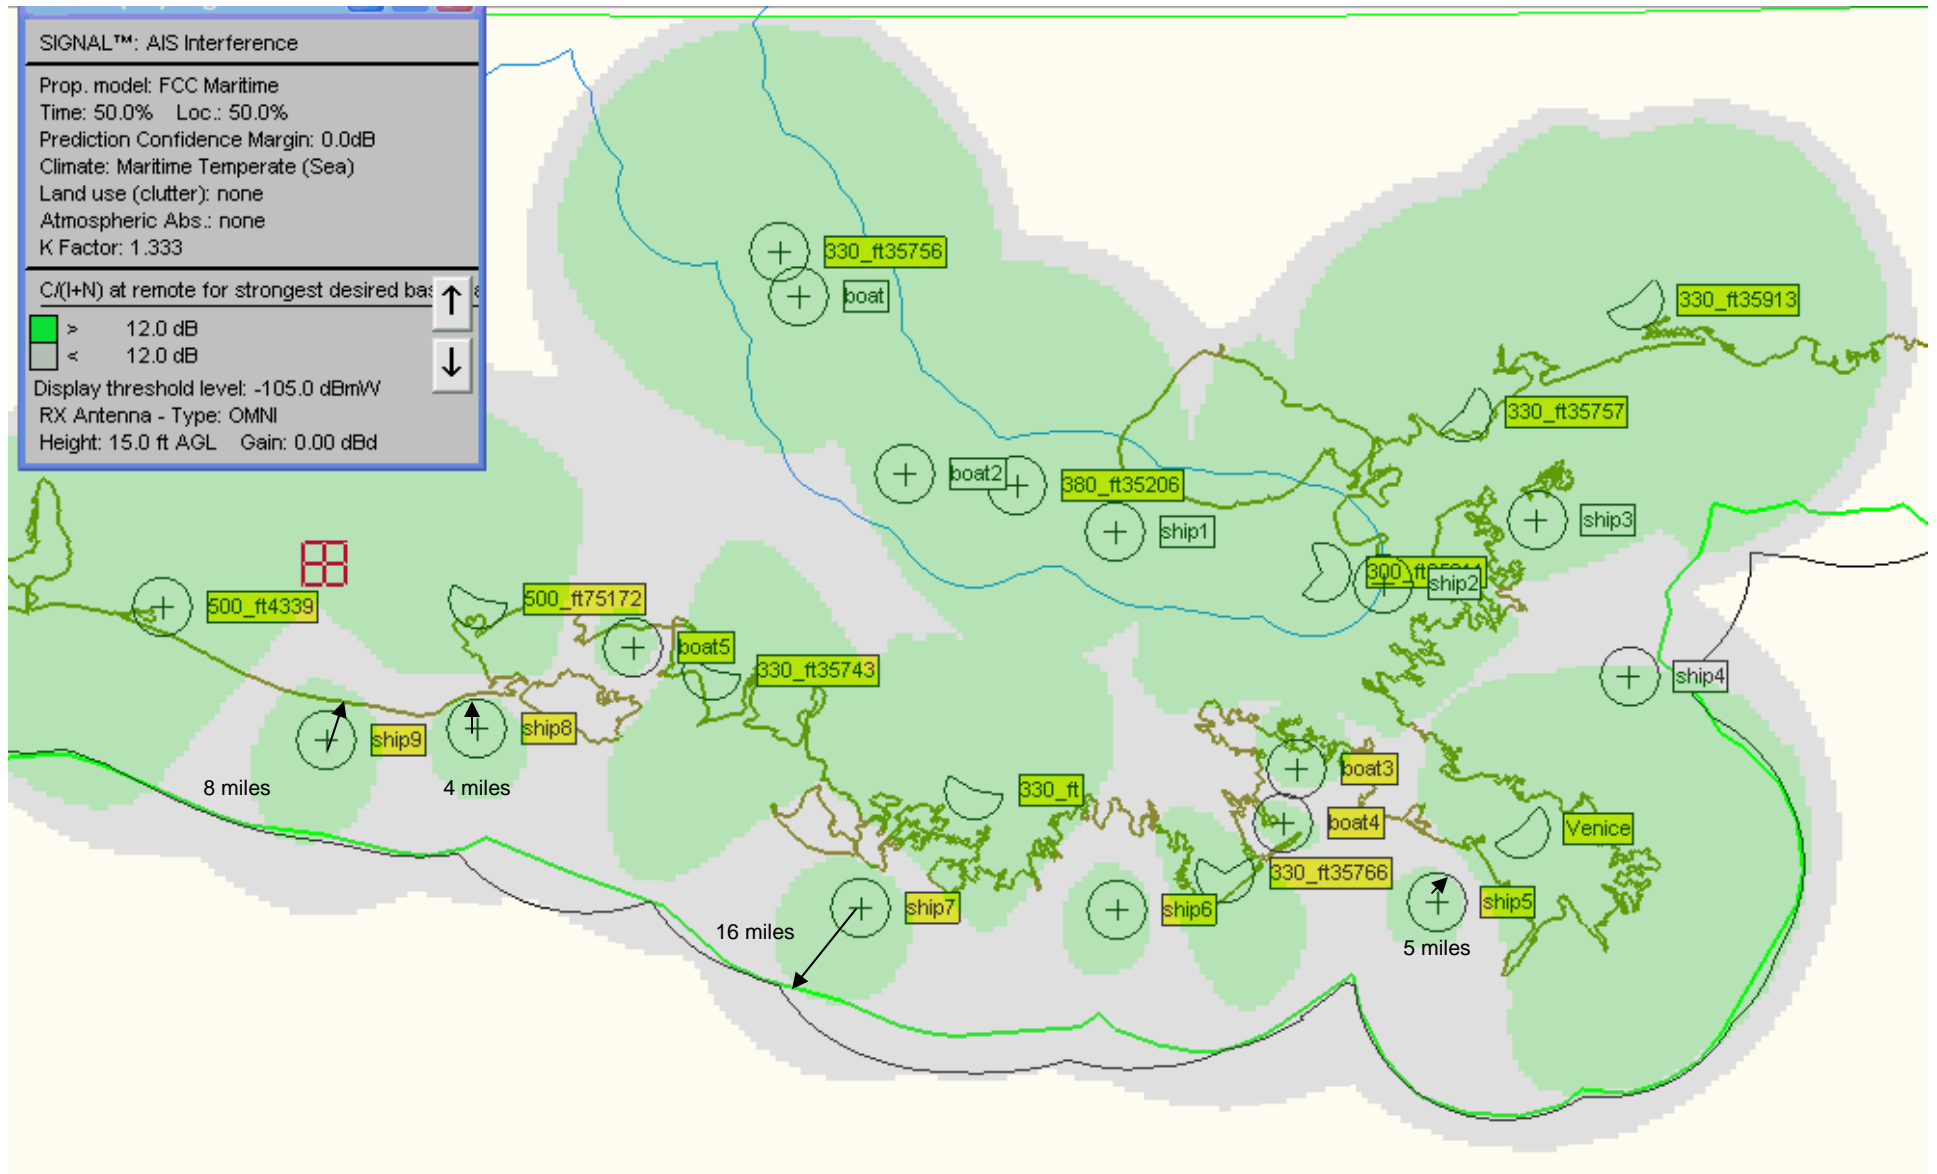 SIGNAL™: AIS Interference
Prop. model: FCC Maritime
Time: 50.0% Loc.: 50.0%
Prediction Confidence Margin: 0.0dB
Climate: Maritime Temperate (Sea)
Land use (clutter): none
Atmospheric Abs.: none
K Factor: 1.333
C/(I+N) at remote for strongest desired
> 12.0 dB
< 12.0 dB
Display threshold level: -105.0 dBmW
RX Antenna - Type: OMNI
Height: 15.0 ft AGL Gain: 0.00 dBd
330_ft35756
boat
330_ft35913
330_ft35757
boat2
380_ft35206
ship1
ship3
ship2
500_ft4339
500_ft75172
boat5
330_ft35743
ship4
ship9
ship8
8 miles
4 miles
330_ft
boat3
boat4
Venice
330_ft35766
ship7
ship6
ship5
16 miles
5 miles